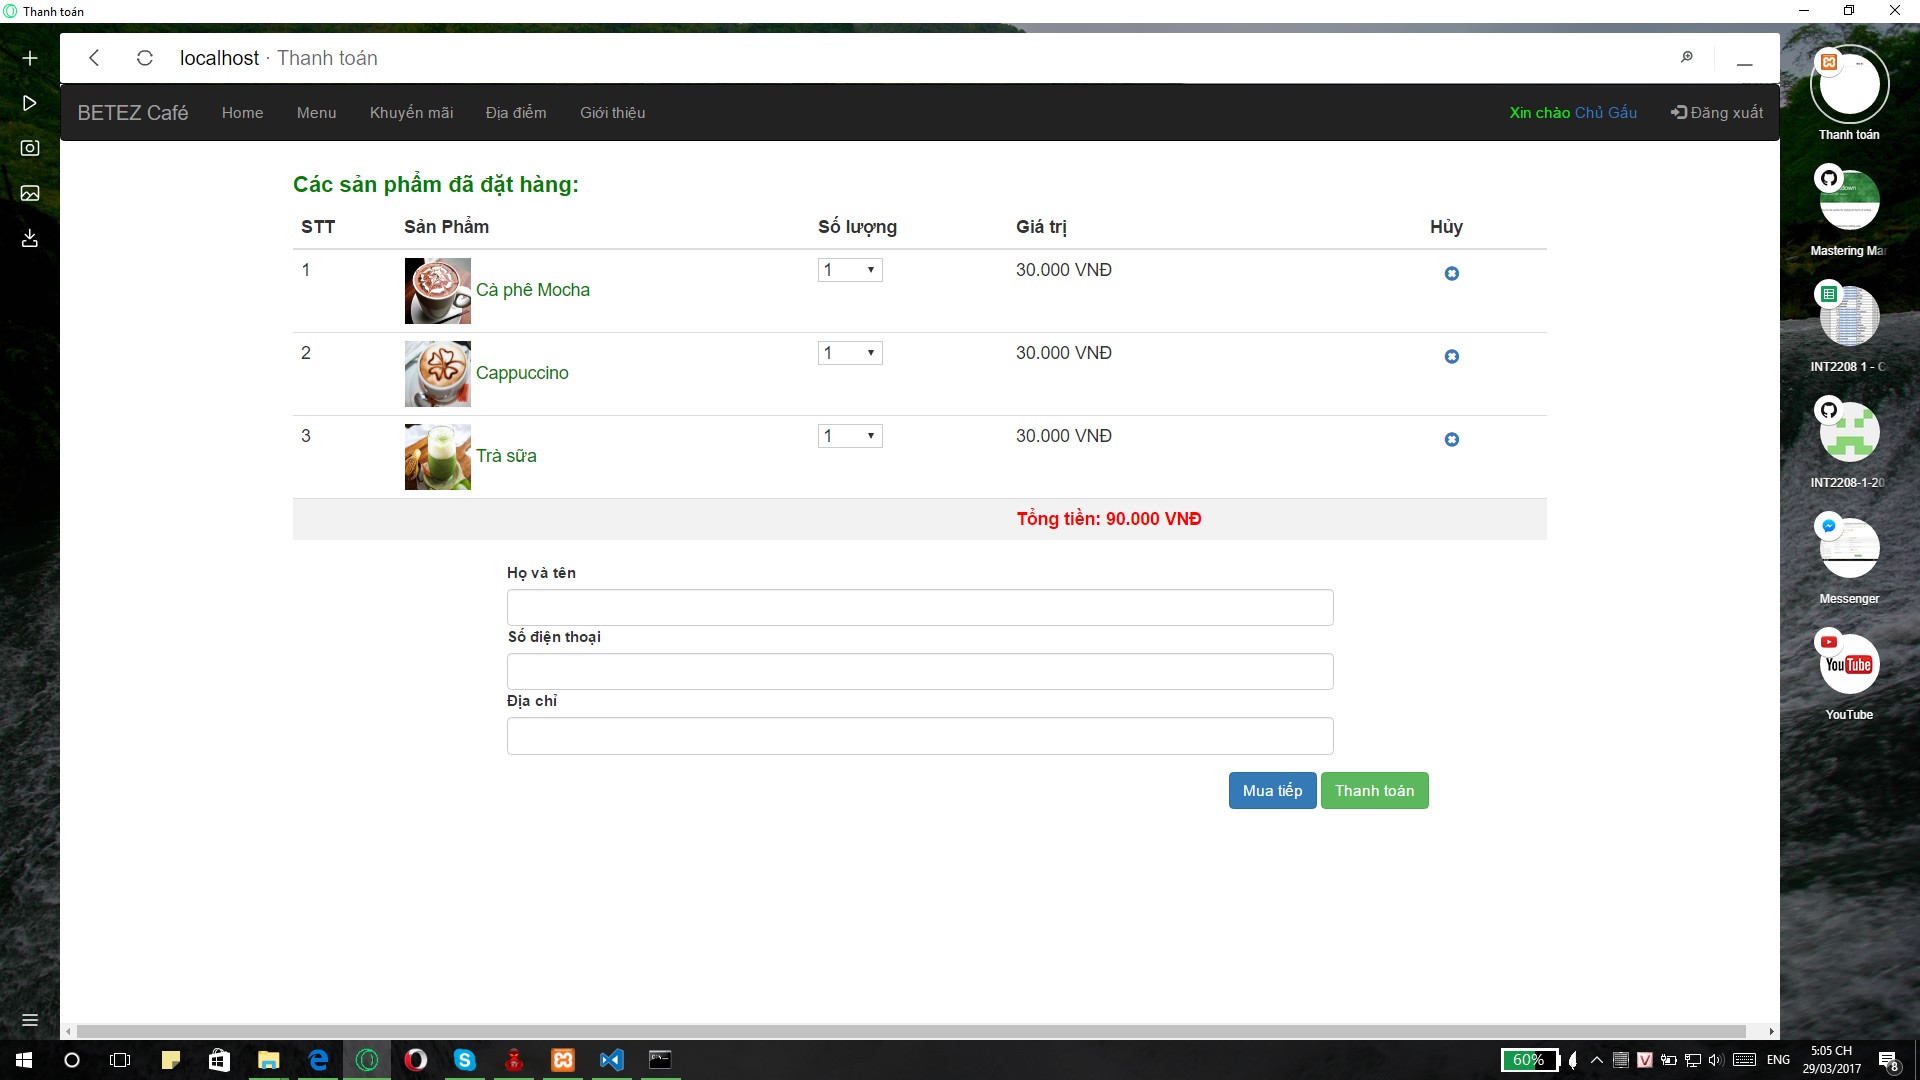 Thanh toán
localhost · Thanh toán
BETEZ Café Home Menu Khuyến mãi Địa điểm Giới thiệu Xin chào Chủ Gấu Đăng xuất
Các sản phẩm đã đặt hàng:
STT Sản Phẩm Số lượng Giá trị Hủy
1 Cà phê Mocha 1 30.000 VNĐ
2 Cappuccino 1 30.000 VNĐ
3 Trà sữa 1 30.000 VNĐ
Tổng tiền: 90.000 VNĐ
Họ và tên
Số điện thoại
Địa chỉ
Mua tiếp Thanh toán
Thanh toán
Mastering Mar
INT2208 1 - C
INT2208-1-20
Messenger
YouTube
YouTube
60% ENG 5:05 CH
29/03/2017
8